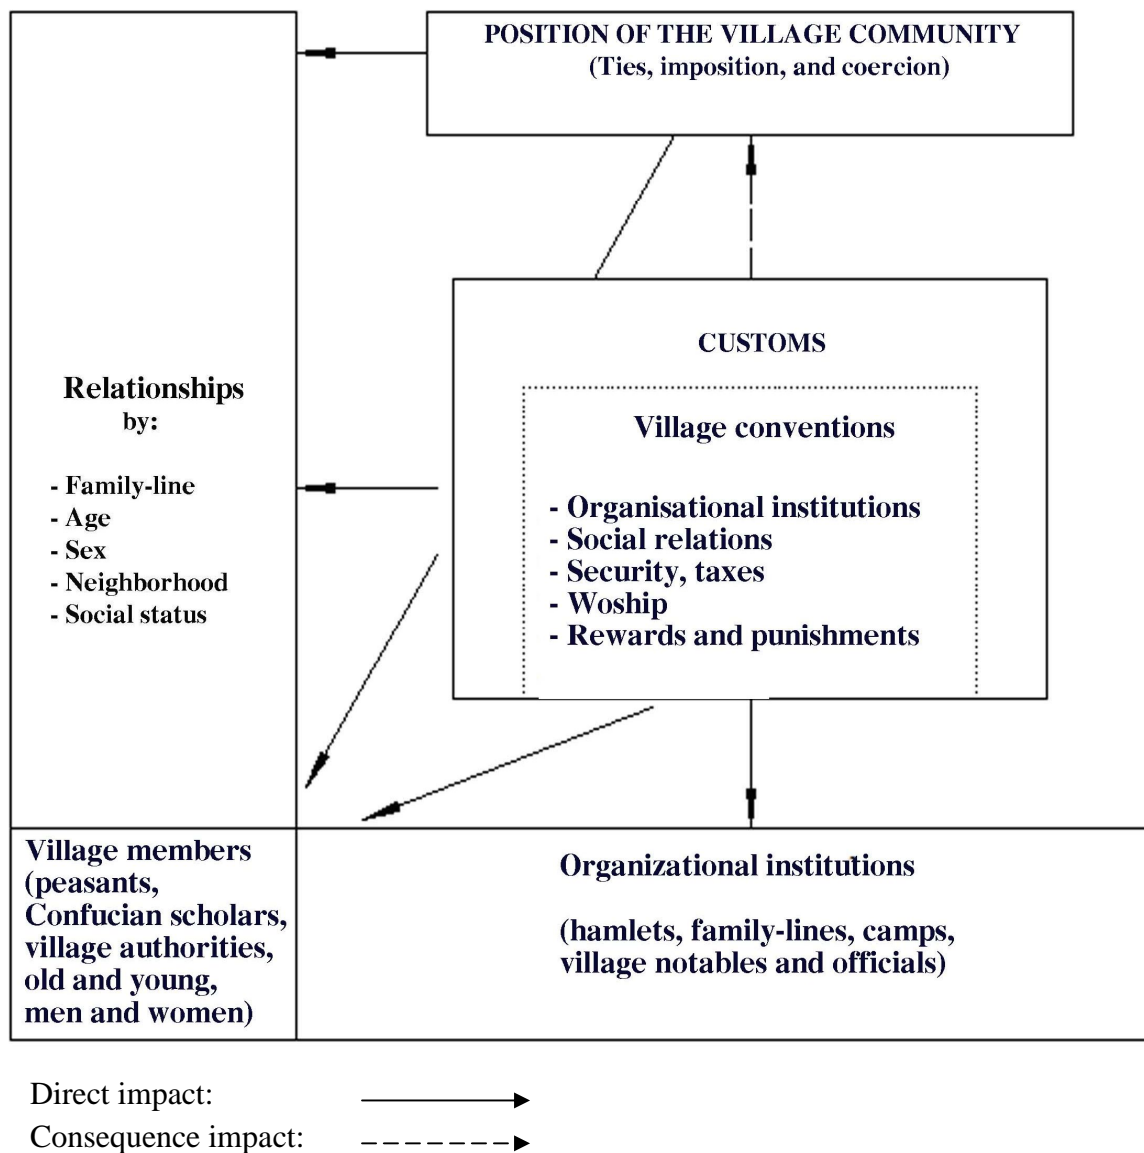 POSITION OF THE VILLAGE COMMUNITY
(Ties, imposition, and coercion)
Relationships
by:
- Family-line
- Age
- Sex
- Neighborhood
- Social status
CUSTOMS
Village conventions
- Organisational institutions
- Social relations
- Security, taxes
- Woship
- Rewards and punishments
Village members
(peasants,
Confucian scholars,
village authorities,
old and young,
men and women)
Organizational institutions
(hamlets, family-lines, camps,
village notables and officials)
Direct impact:
Consequence impact: